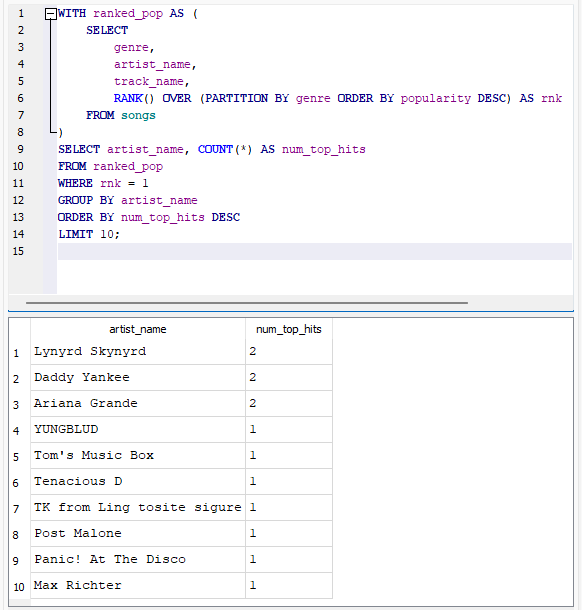 1 WITH ranked_pop AS (
2 SELECT
3 genre,
4 artist_name,
5 track_name,
6 RANK() OVER (PARTITION BY genre ORDER BY popularity DESC) AS rnk
7 FROM songs
8 )
9 SELECT artist_name, COUNT(*) AS num_top_hits
10 FROM ranked_pop
11 WHERE rnk = 1
12 GROUP BY artist_name
13 ORDER BY num_top_hits DESC
14 LIMIT 10;
15
artist_name num_top_hits
1 Lynyrd Skynyrd 2
2 Daddy Yankee 2
3 Ariana Grande 2
4 YUNGBLUD 1
5 Tom's Music Box 1
6 Tenacious D 1
7 TK from Ling tosite sigure 1
8 Post Malone 1
9 Panic! At The Disco 1
10 Max Richter 1